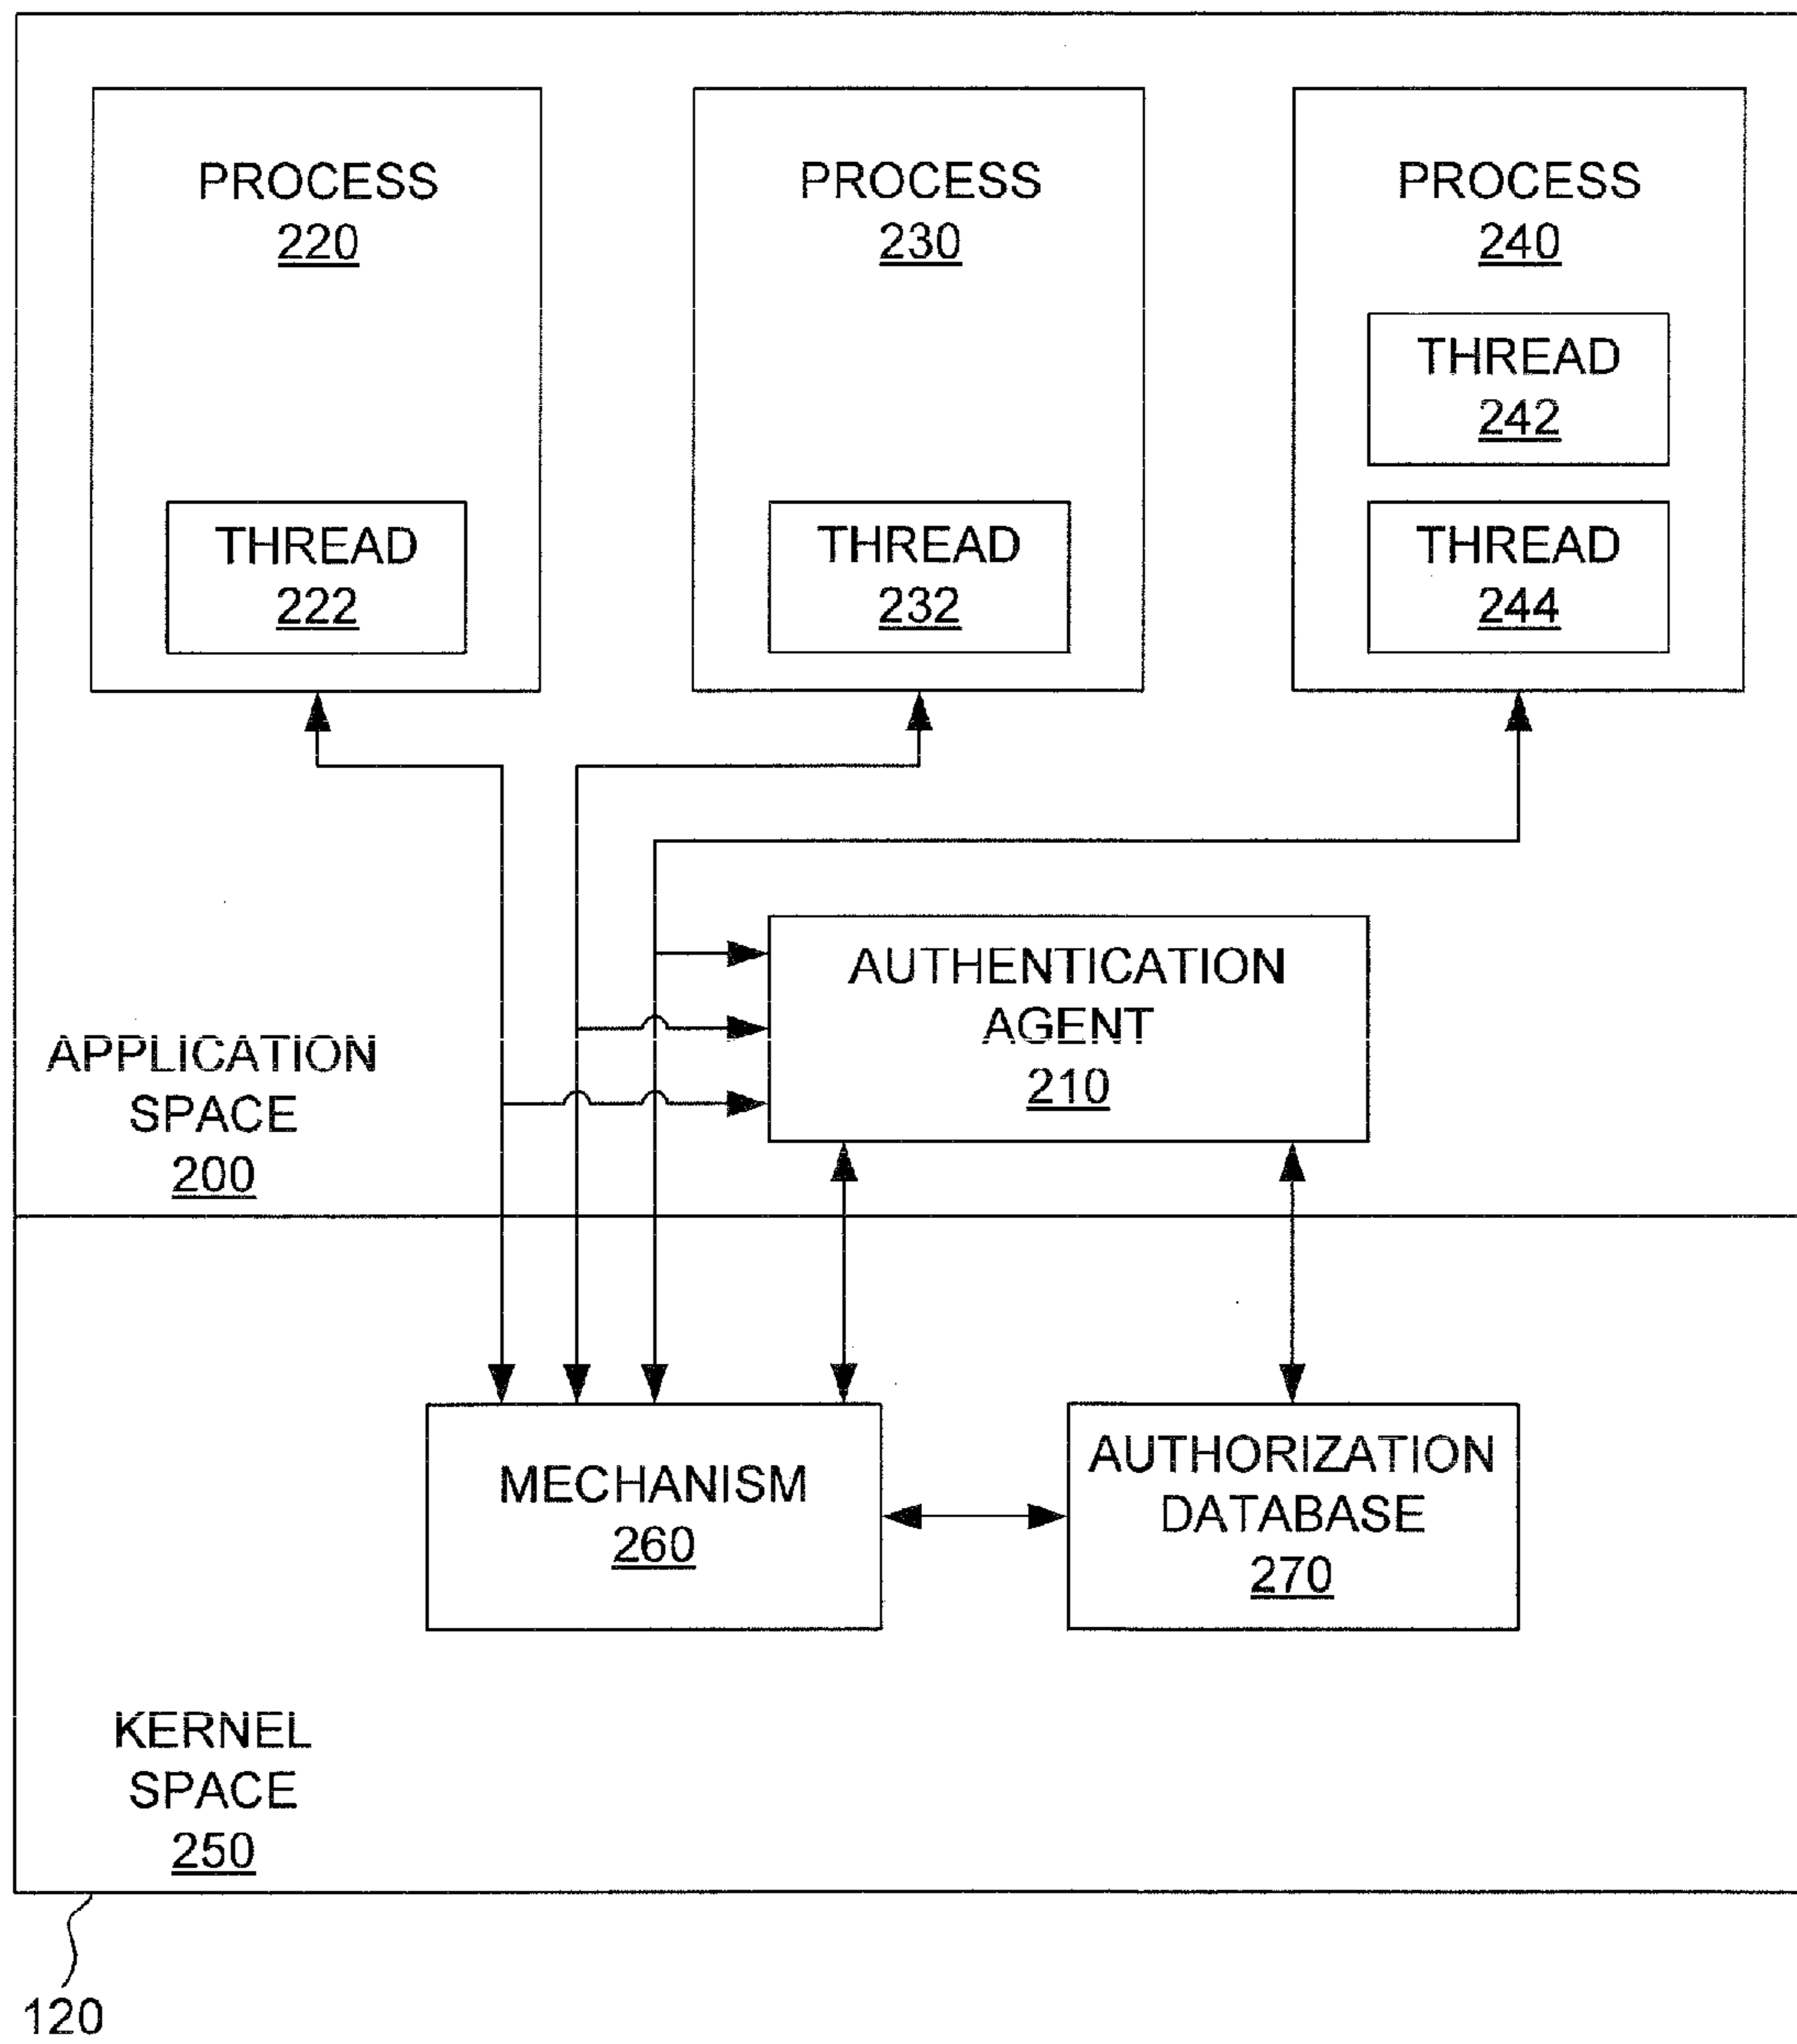 PROCESS
220
PROCESS
230
PROCESS
240
THREAD
242
THREAD
222
THREAD
232
THREAD
244
AUTHENTICATION
AGENT
210
APPLICATION
SPACE
200
MECHANISM
260
AUTHORIZATION
DATABASE
270
KERNEL
SPACE
250
120